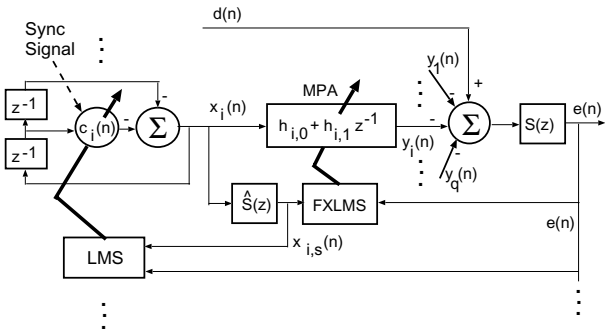 d(n)
Sync
Signal
y1(n)
z-1
ci(n)
-
-
Σ
xi(n)
MPA
hi,0 + hi,1 z-1
-
yi(n)
-
+
Σ
-
yq(n)
S(z)
e(n)
z-1
Ŝ(z)
FXLMS
e(n)
xi,s(n)
LMS